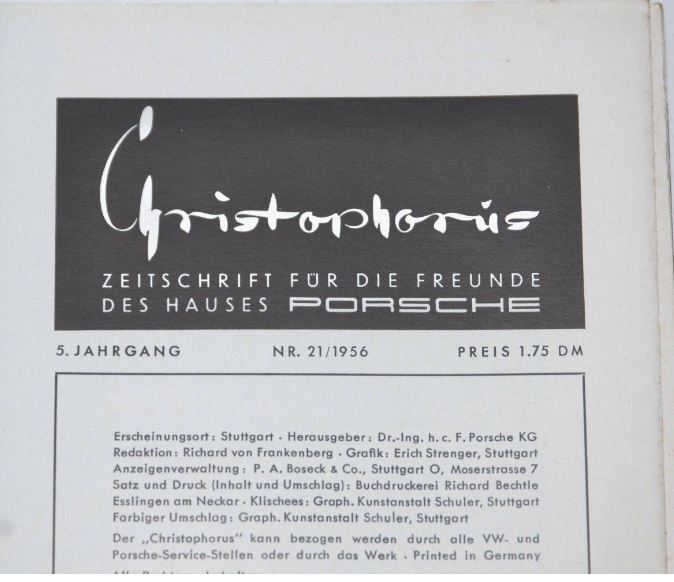 Christophorus
ZEITSCHRIFT FÜR DIE FREUNDE
DES HAUSES PORSCHE
5. JAHRGANG NR. 21/1956 PREIS 1.75 DM
Erscheinungsort: Stuttgart · Herausgeber: Dr.-Ing. h. c. F. Porsche KG
Redaktion: Richard von Frankenberg · Grafik: Erich Strenger, Stuttgart
Anzeigenverwaltung: P. A. Boseck & Co., Stuttgart O, Moserstrasse 7
Satz und Druck (Inhalt und Umschlag): Buchdruckerei Richard Bechtle
Esslingen am Neckar · Klischees: Graph. Kunstanstalt Schuler, Stuttgart
Farbiger Umschlag: Graph. Kunstanstalt Schuler, Stuttgart
Der „Christophorus" kann bezogen werden durch alle VW- und
Porsche-Service-Stellen oder durch das Werk · Printed in Germany